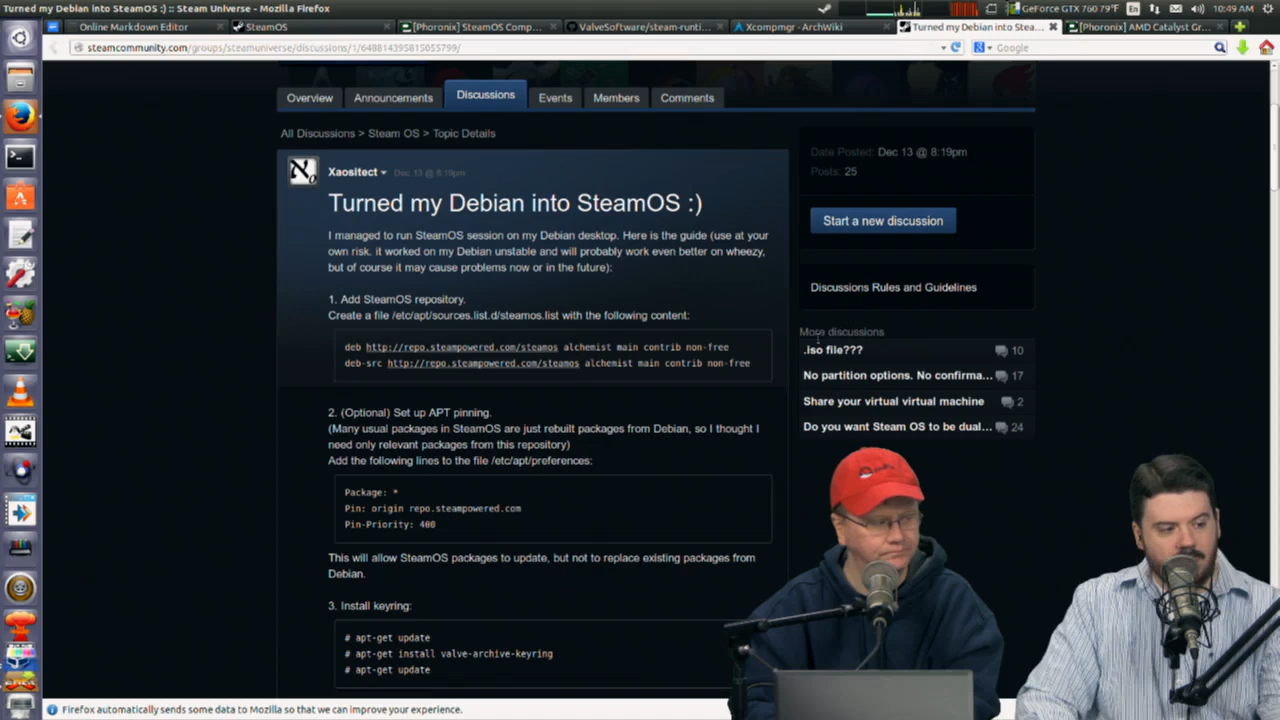 Turned my Debian into SteamOS :) :: Steam Universe - Mozilla Firefox
GeForce GTX 760 79°F
En
10:49 AM
Online Markdown Editor
SteamOS
[Phoronix] SteamOS Comp...
ValveSoftware/steam-runti...
Xcompmgr - ArchWiki
Turned my Debian into Stea...
[Phoronix] AMD Catalyst Gr...
steamcommunity.com/groups/steamuniverse/discussions/1/648814395815055799/
Google
Overview
Announcements
Discussions
Events
Members
Comments
All Discussions > Steam OS > Topic Details
Xaositect
Dec 13 @ 8:19pm
Turned my Debian into SteamOS :)
I managed to run SteamOS session on my Debian desktop. Here is the guide (use at your
own risk. it worked on my Debian unstable and will probably work even better on wheezy,
but of course it may cause problems now or in the future):
1. Add SteamOS repository.
Create a file /etc/apt/sources.list.d/steamos.list with the following content:
deb http://repo.steampowered.com/steamos alchemist main contrib non-free
deb-src http://repo.steampowered.com/steamos alchemist main contrib non-free
2. (Optional) Set up APT pinning.
(Many usual packages in SteamOS are just rebuilt packages from Debian, so I thought I
need only relevant packages from this repository)
Add the following lines to the file /etc/apt/preferences:
Package: *
Pin: origin repo.steampowered.com
Pin-Priority: 400
This will allow SteamOS packages to update, but not to replace existing packages from
Debian.
3. Install keyring:
# apt-get update
# apt-get install valve-archive-keyring
# apt-get update
Date Posted: Dec 13 @ 8:19pm
Posts: 25
Start a new discussion
Discussions Rules and Guidelines
More discussions
.iso file???
10
No partition options. No confirma...
17
Share your virtual virtual machine
2
Do you want Steam OS to be dual...
24
Firefox automatically sends some data to Mozilla so that we can improve your experience.